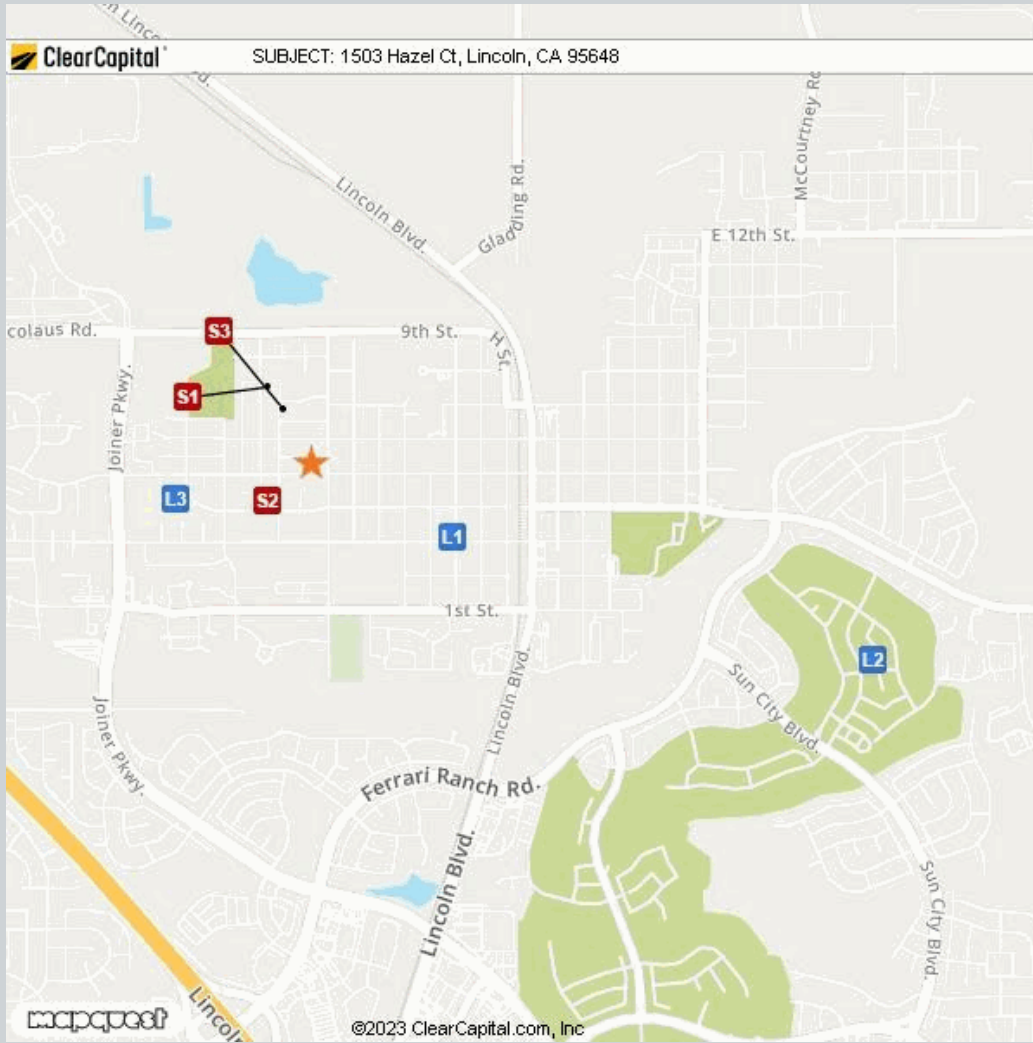 n Lincoln Blvd.
ClearCapital
SUBJECT: 1503 Hazel Ct, Lincoln, CA 95648
McCourtney Rd
Lincoln Blvd.
Gladding Rd.
E 12th St.
colaus Rd.
S3
9th St.
H St.
Joiner Pkwy.
S1
L3
S2
L1
1st St.
L2
Lincoln Blvd.
Sun City Blvd.
Joiner Pkwy.
Ferrari Ranch Rd.
Lincoln Blvd.
Sun City Blvd.
Lincoln
mapquest
©2023 ClearCapital.com, Inc